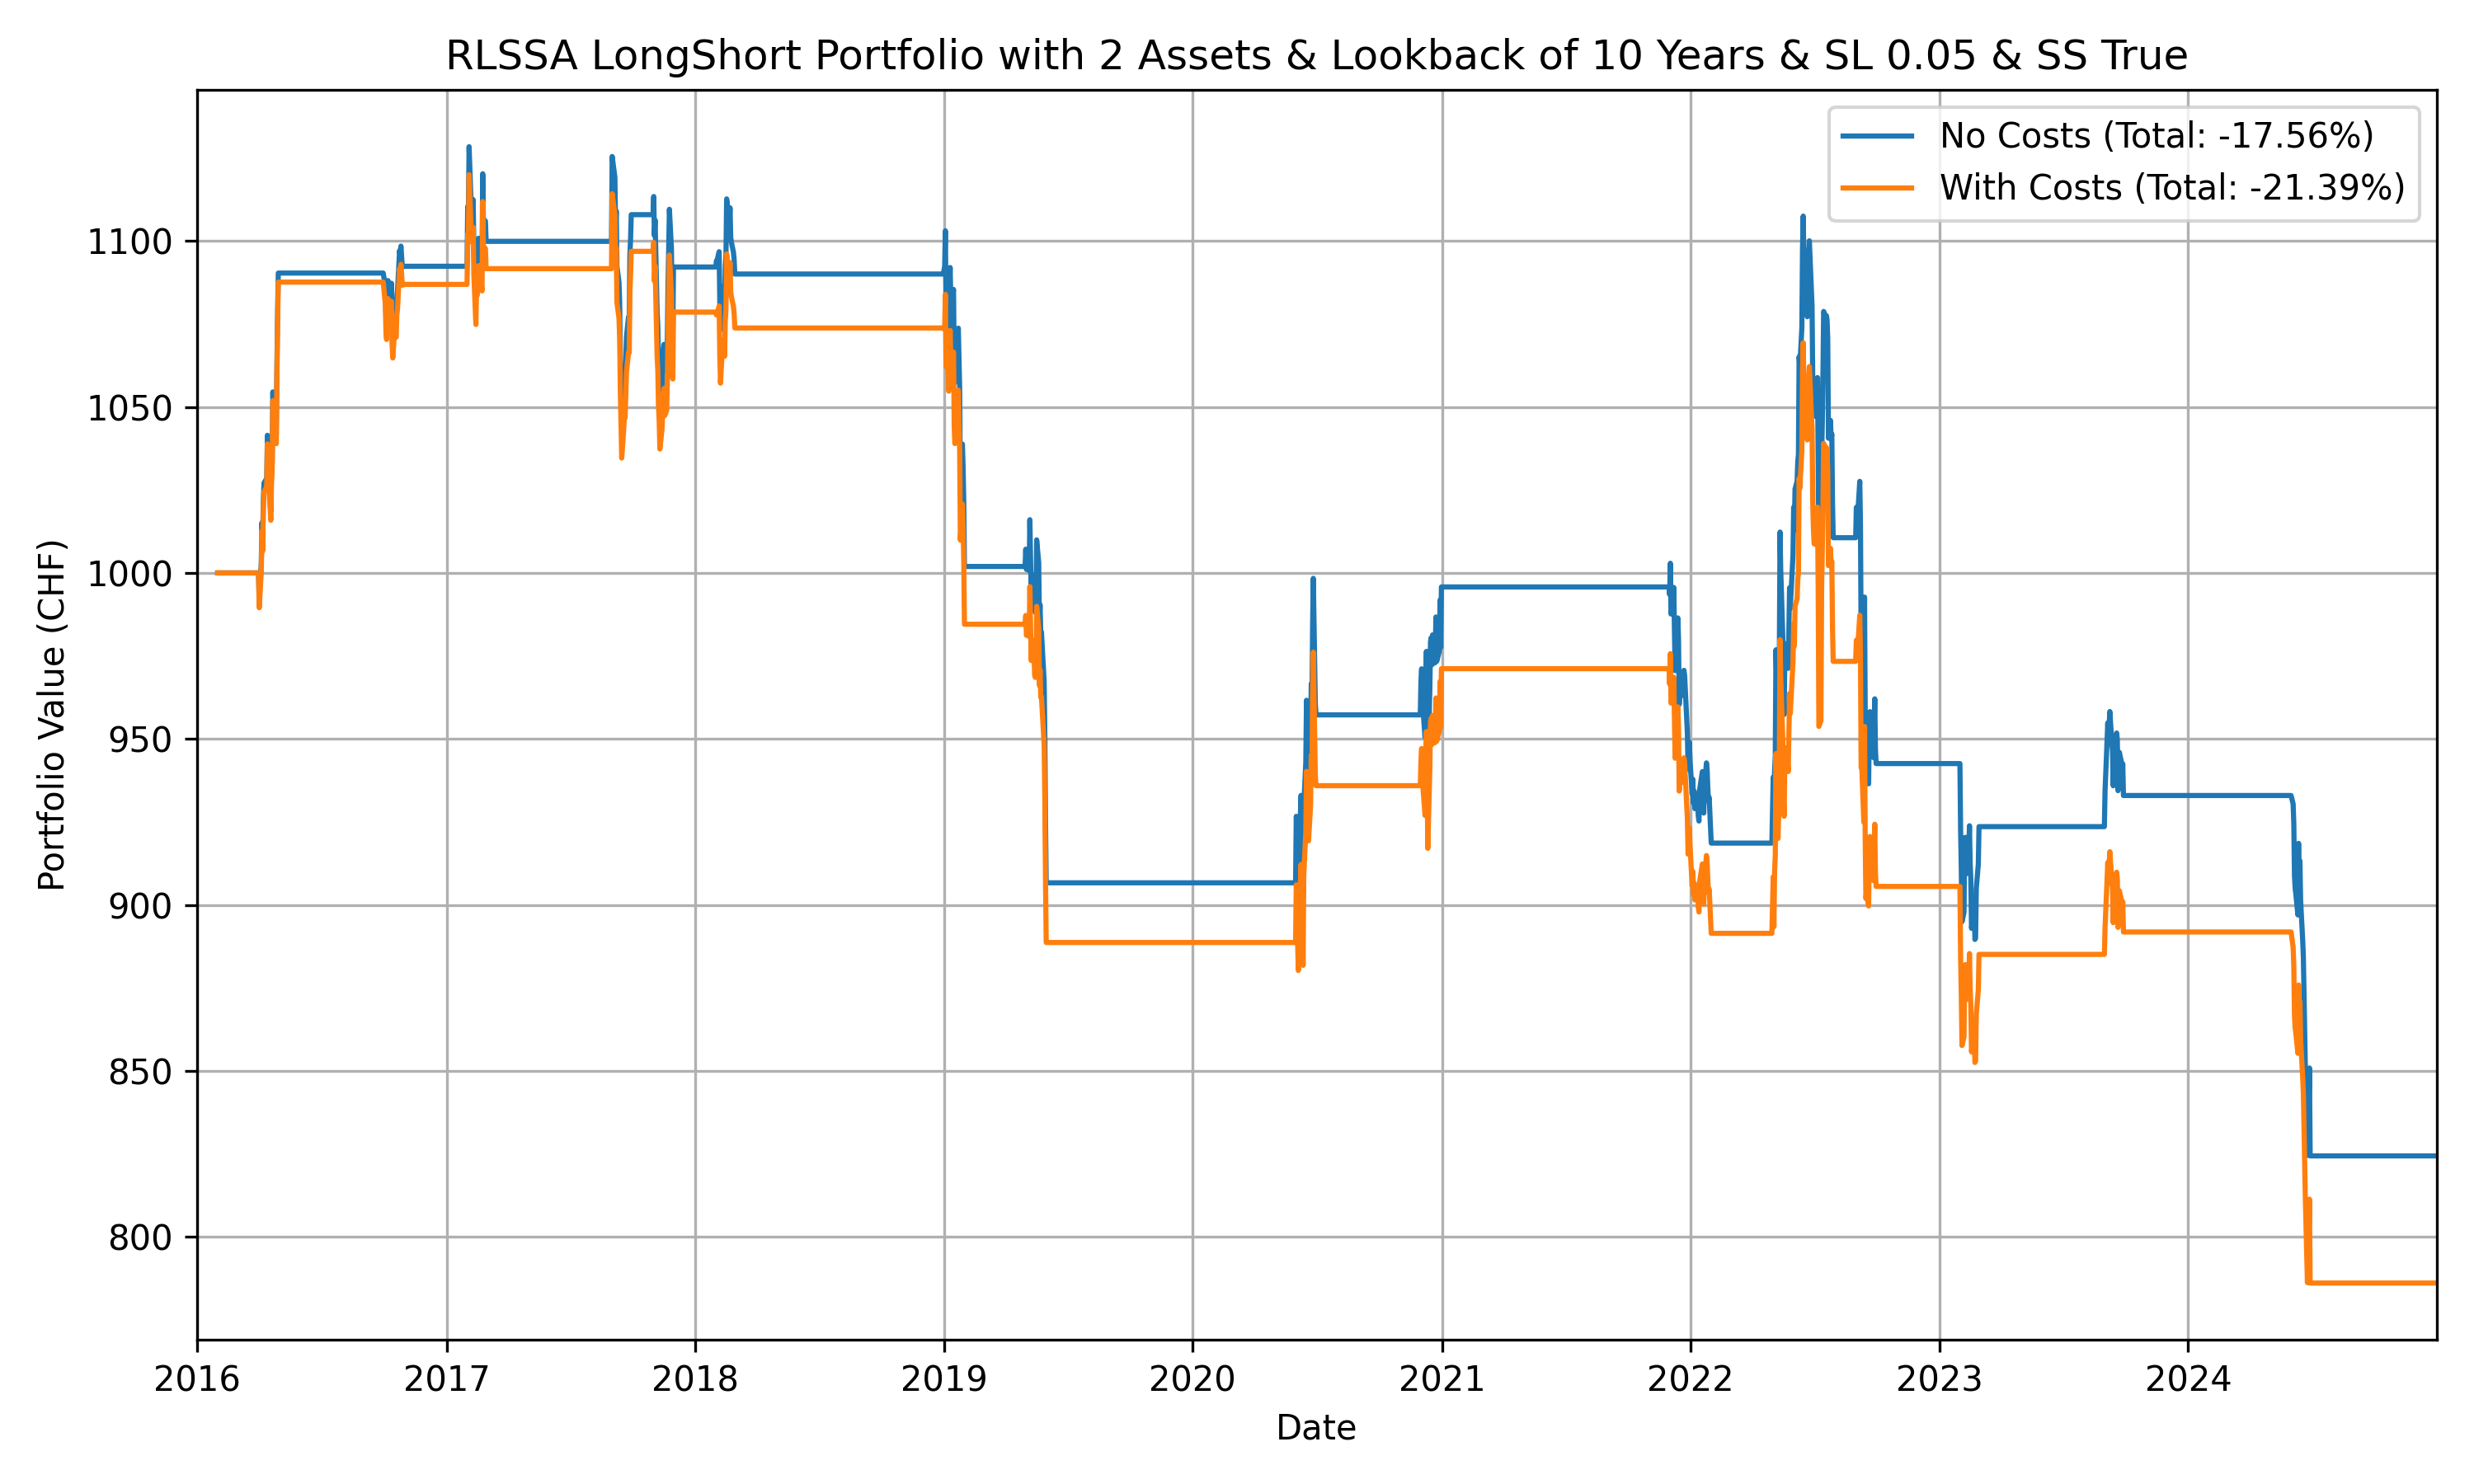 RLSSA LongShort Portfolio with 2 Assets & Lookback of 10 Years & SL 0.05 & SS True
No Costs (Total: -17.56%)
With Costs (Total: -21.39%)
Portfolio Value (CHF)
1100
1050
1000
950
900
850
800
2016 2017 2018 2019 2020 2021 2022 2023 2024
Date